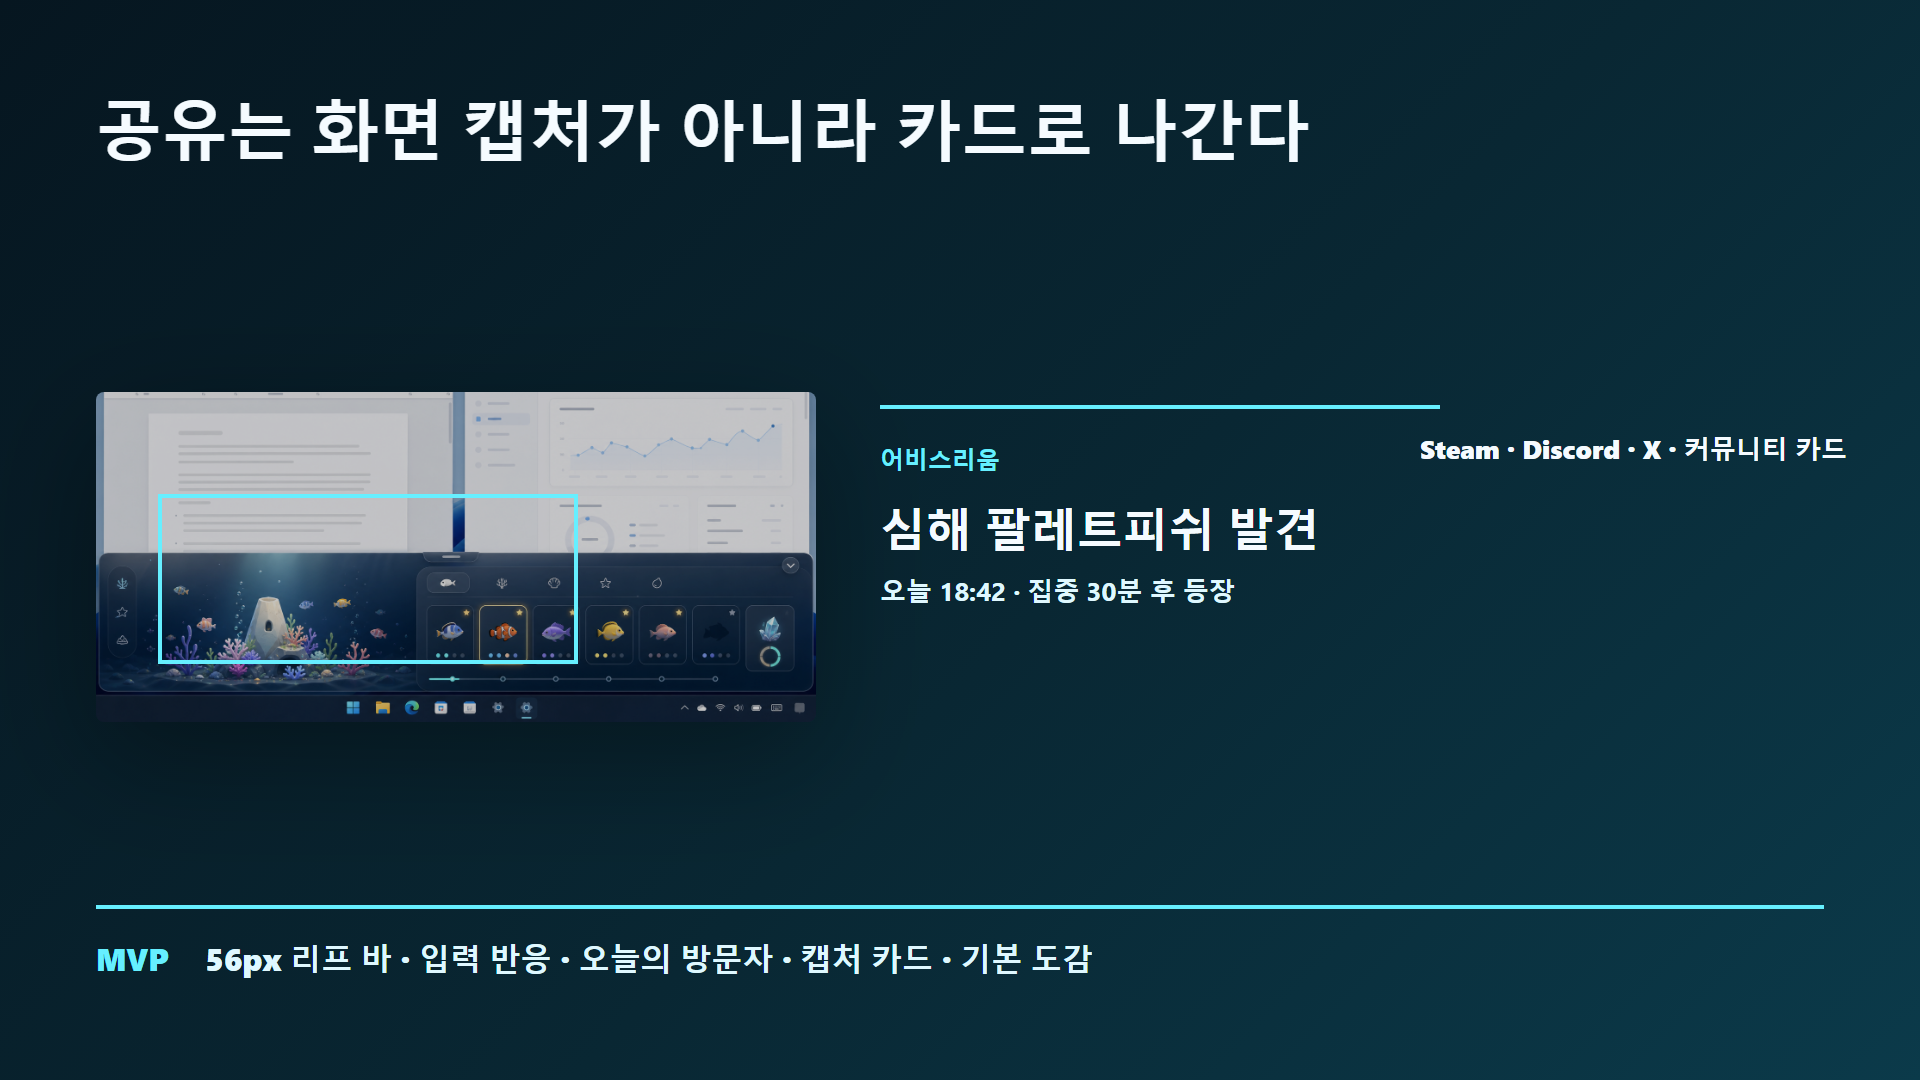 공유는 화면 캡처가 아니라 카드로 나간다
어비스리움
심해 팔레트피쉬 발견
오늘 18:42 · 집중 30분 후 등장
Steam · Discord · X · 커뮤니티 카드
MVP 56px 리프 바 · 입력 반응 · 오늘의 방문자 · 캡처 카드 · 기본 도감